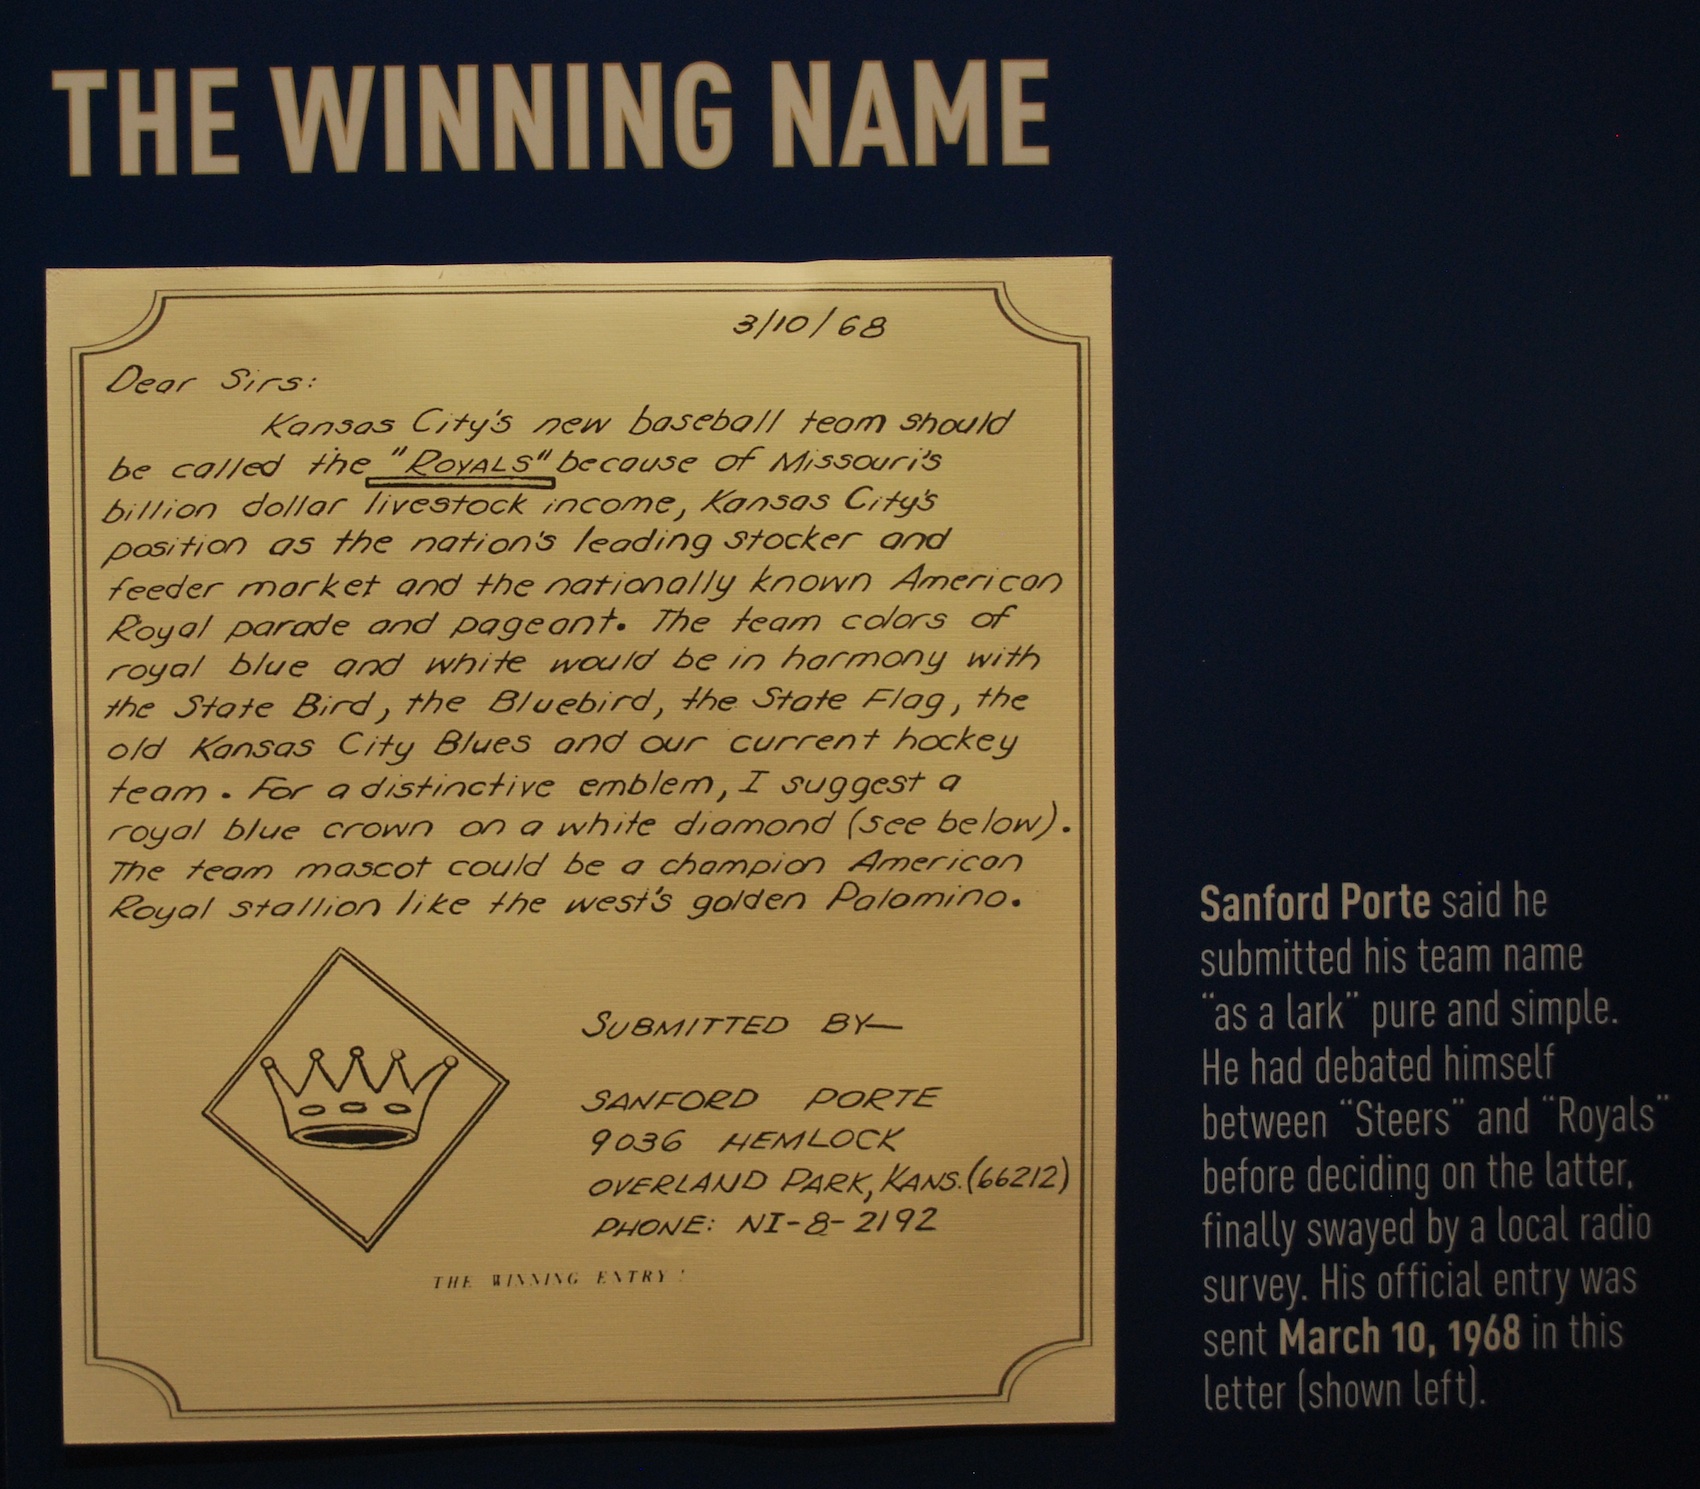 THE WINNING NAME
3/10/68
Dear Sirs:
Kansas City's new baseball team should
be called the "ROYALS" because of Missouri's
billion dollar livestock income, Kansas City's
position as the nation's leading stocker and
feeder market and the nationally known American
Royal parade and pageant. The team colors of
royal blue and white would be in harmony with
the State Bird, the Bluebird, the State Flag, the
old Kansas City Blues and our current hockey
team. For a distinctive emblem, I suggest a
royal blue crown on a white diamond (see below).
The team mascot could be a champion American
Royal stallion like the west's golden Palomino.
SUBMITTED BY—
SANFORD PORTE
9036 HEMLOCK
OVERLAND PARK, KANS. (66212)
PHONE: NI-8-2192
THE WINNING ENTRY!
Sanford Porte said he
submitted his team name
"as a lark" pure and simple.
He had debated himself
between "Steers" and "Royals"
before deciding on the latter,
finally swayed by a local radio
survey. His official entry was
sent March 10, 1968 in this
letter (shown left).